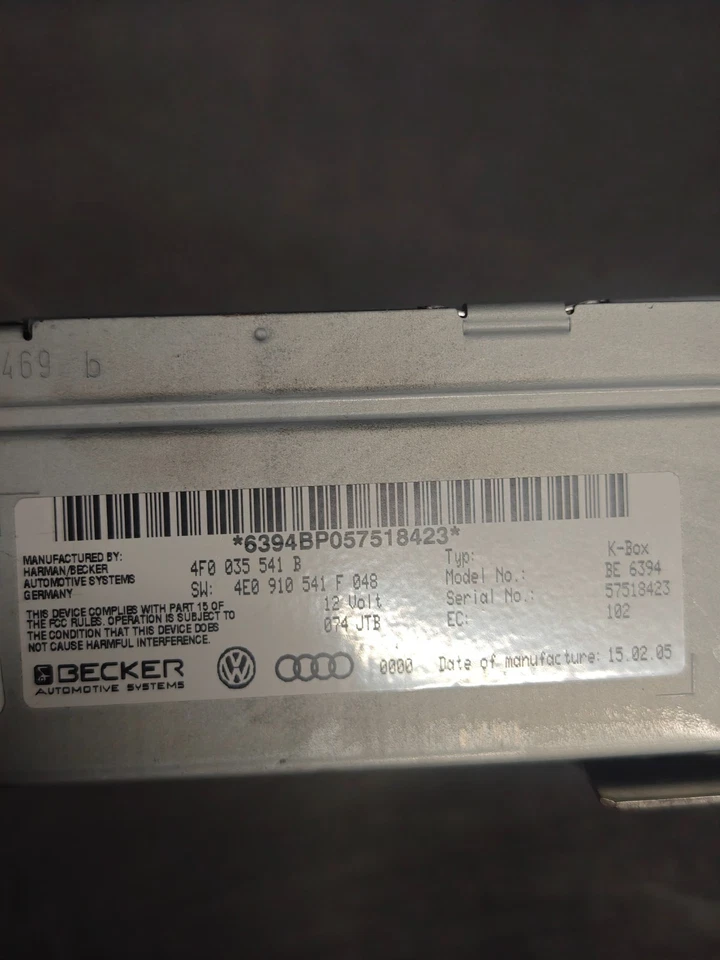 469 b
*6394BP057518423*
MANUFACTURED BY:
HARMAN/BECKER
AUTOMOTIVE SYSTEMS
GERMANY
THIS DEVICE COMPLIES WITH PART 15 OF
THE FCC RULES. OPERATION IS SUBJECT TO
THE CONDITION THAT THIS DEVICE DOES
NOT CAUSE HARMFUL INTERFERENCE.
4F0 035 541 B
SW: 4E0 910 541 F 048
12 Volt
074 JTB
Typ: K-Box
Model No.: BE 6394
Serial No.: 57518423
EC: 102
BECKER
AUTOMOTIVE SYSTEMS
0000 Date of manufacture: 15.02.05